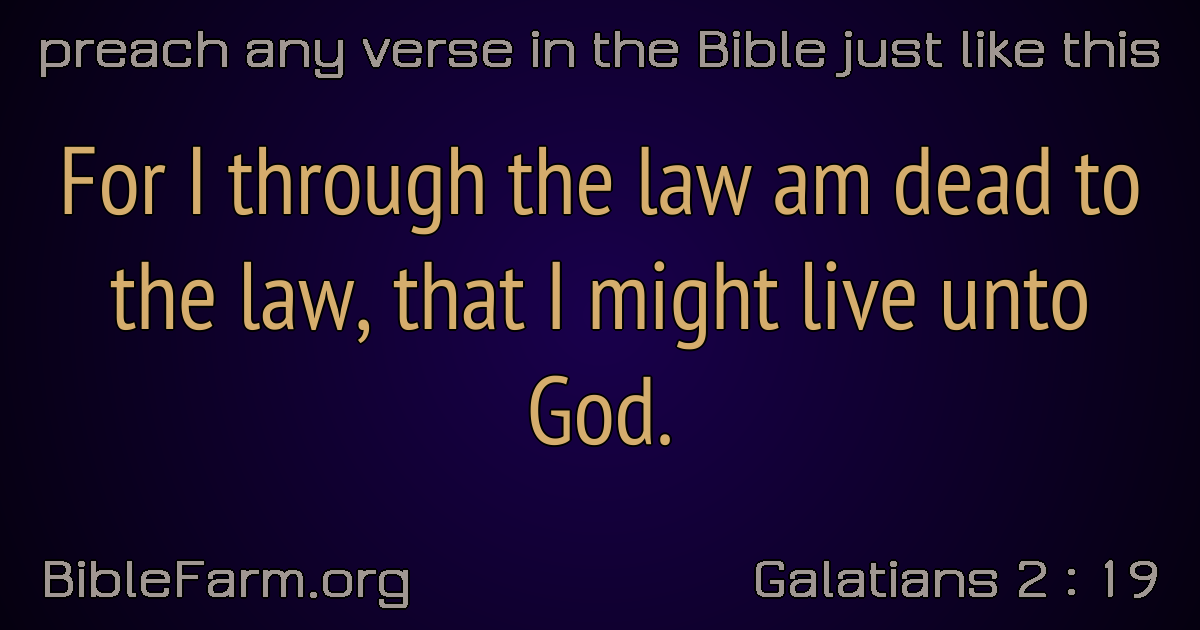 preach any verse in the Bible just like this
For I through the law am dead to
the law, that I might live unto
God.
BibleFarm.org
Galatians 2 : 19